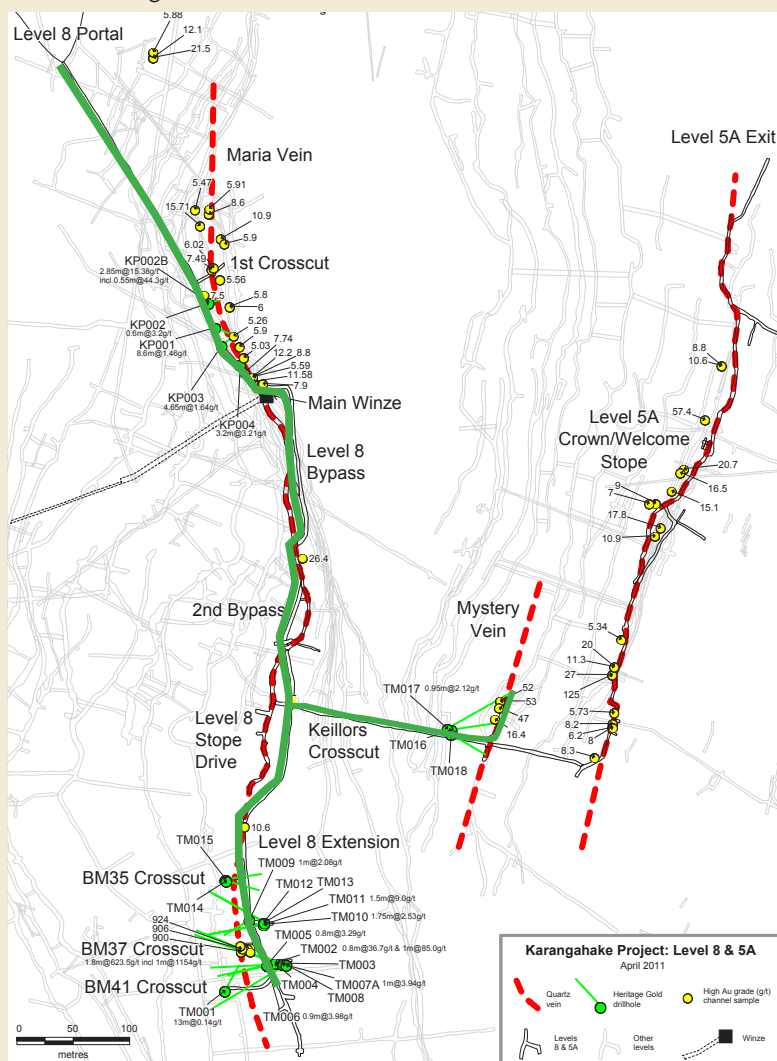 5.88
12.1
21.5
Level 8 Portal
Maria Vein
Level 5A Exit
5.47
5.91
15.71
8.6
10.9
6.02
5.9
7.49
1st Crosscut
KP002B
2.85m@15.38g/t
incl 0.55m@44.3g/t
5.56
7.5
5.8
6
KP002
0.6m@3.2g/t
5.26
5.9
KP001
8.6m@1.46g/t
7.74
5.03
12.2
8.8
5.59
11.58
7.9
KP003
4.65m@1.64g/t
KP004
3.2m@3.21g/t
Main Winze
Level 8
Bypass
8.8
10.6
57.4
Level 5A
Crown/Welcome
Stope
20.7
16.5
15.1
9
7
17.8
10.9
26.4
2nd Bypass
Mystery
Vein
5.34
20
11.3
27
125
5.73
8.2
6.2
8
8.3
TM017 0.95m@2.12g/t
52
53
47
16.4
TM016
TM018
Keillors
Crosscut
Level 8
Stope
Drive
10.6
Level 8 Extension
TM015
TM009 1m@2.08g/t
BM35 Crosscut
TM012
TM013
TM011 1.5m@9.0g/t
TM014
TM010 1.75m@2.53g/t
924
906
900
TM005 0.8m@3.29g/t
BM37 Crosscut
1.8m@623.5g/t incl 1m@1154g/t
TM002 0.8m@36.7g/t & 1m@85.0g/t
TM003
TM004
TM007A 1m@3.94g/t
TM008
BM41 Crosscut
TM001
13m@0.14g/t
TM006 0.9m@3.98g/t
0 50 100
metres
Karangahake Project: Level 8 & 5A
April 2011
Quartz
vein
Heritage Gold
drillhole
High Au grade (g/t)
channel sample
Levels
8 & 5A
Other
levels
Winze